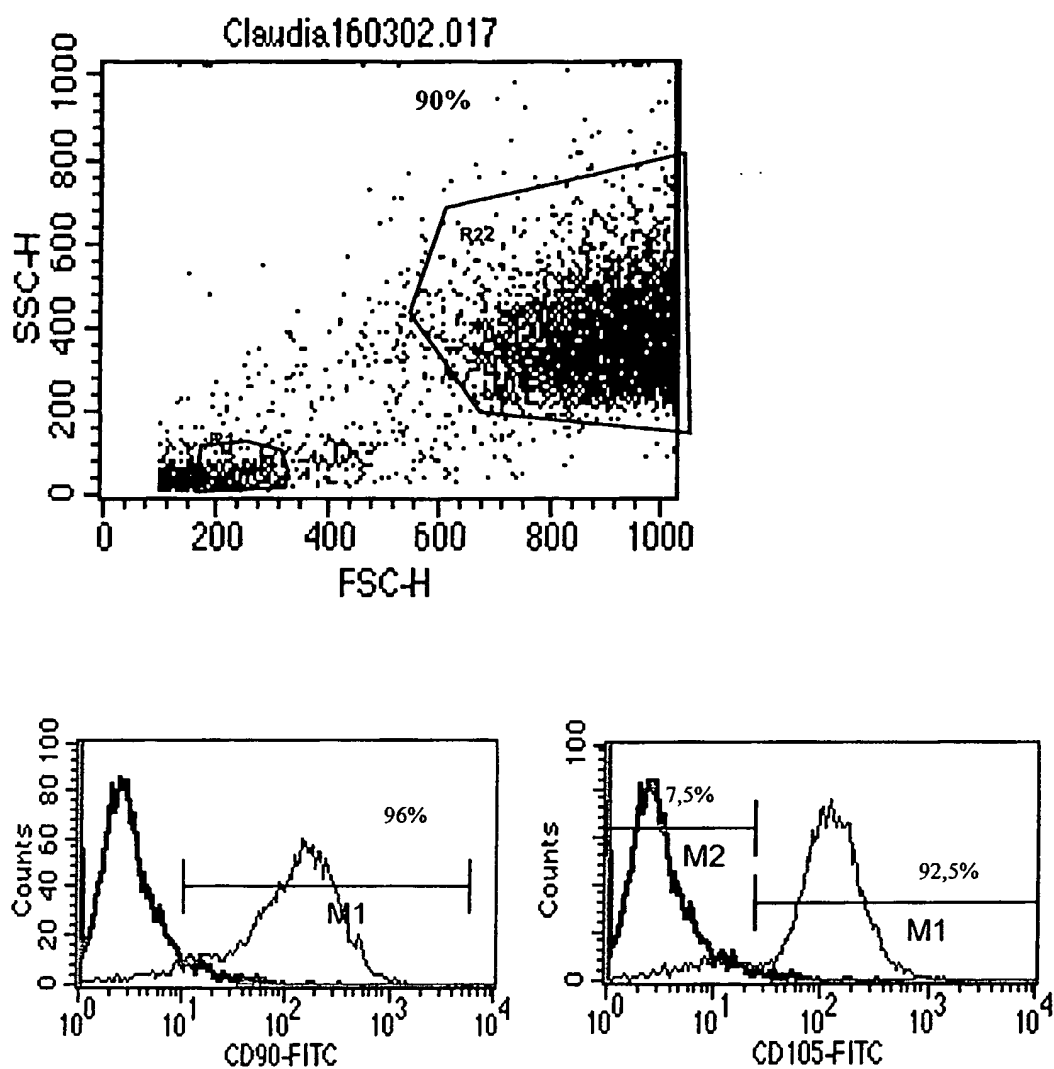 Claudia160302.017
1000
800
600
400
200
0
SSC-H
90%
R22
R1
0 200 400 600 800 1000
FSC-H
100
80
60
40
20
0
Counts
96%
M1
10^0 10^1 10^2 10^3 10^4
CD90-FITC
100
0
Counts
7,5%
M2
92,5%
M1
10^0 10^1 10^2 10^3 10^4
CD105-FITC